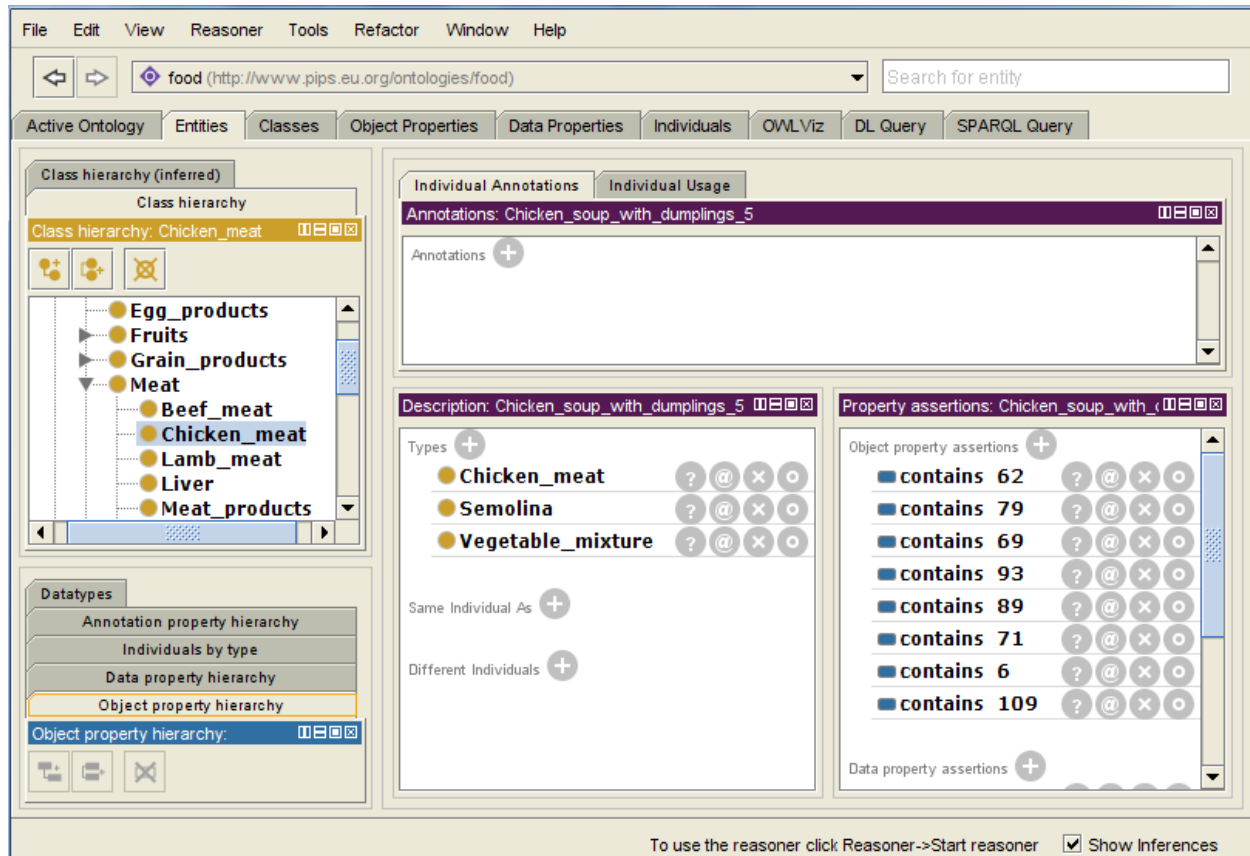 File Edit View Reasoner Tools Refactor Window Help
food (http://www.pips.eu.org/ontologies/food)
Search for entity
Active Ontology Entities Classes Object Properties Data Properties Individuals OWLViz DL Query SPARQL Query
Class hierarchy (inferred)
Class hierarchy
Class hierarchy: Chicken_meat
Egg_products
Fruits
Grain_products
Meat
Beef_meat
Chicken_meat
Lamb_meat
Liver
Meat_products
Datatypes
Annotation property hierarchy
Individuals by type
Data property hierarchy
Object property hierarchy
Object property hierarchy:
Individual Annotations Individual Usage
Annotations: Chicken_soup_with_dumplings_5
Annotations
Description: Chicken_soup_with_dumplings_5
Types
Chicken_meat
Semolina
Vegetable_mixture
Same Individual As
Different Individuals
Property assertions: Chicken_soup_with_
Object property assertions
contains 62
contains 79
contains 69
contains 93
contains 89
contains 71
contains 6
contains 109
Data property assertions
To use the reasoner click Reasoner->Start reasoner Show Inferences